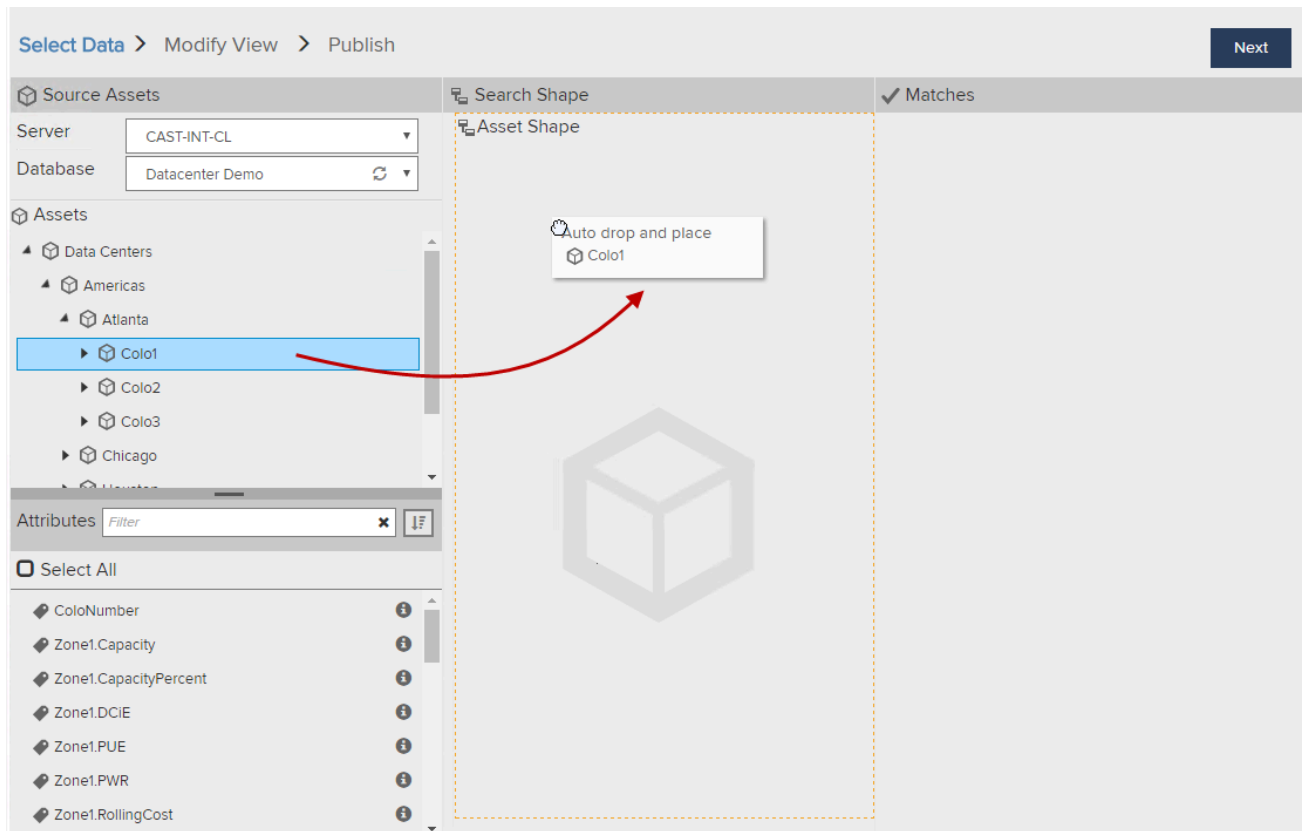 Select Data > Modify View > Publish
Next
Source Assets
Search Shape
Matches
Server
CAST-INT-CL
Database
Datacenter Demo
Asset Shape
Assets
Data Centers
Americas
Atlanta
Colo1
Colo2
Colo3
Chicago
Auto drop and place
Colo1
Attributes
Filter
Select All
ColoNumber
Zone1.Capacity
Zone1.CapacityPercent
Zone1.DCiE
Zone1.PUE
Zone1.PWR
Zone1.RollingCost